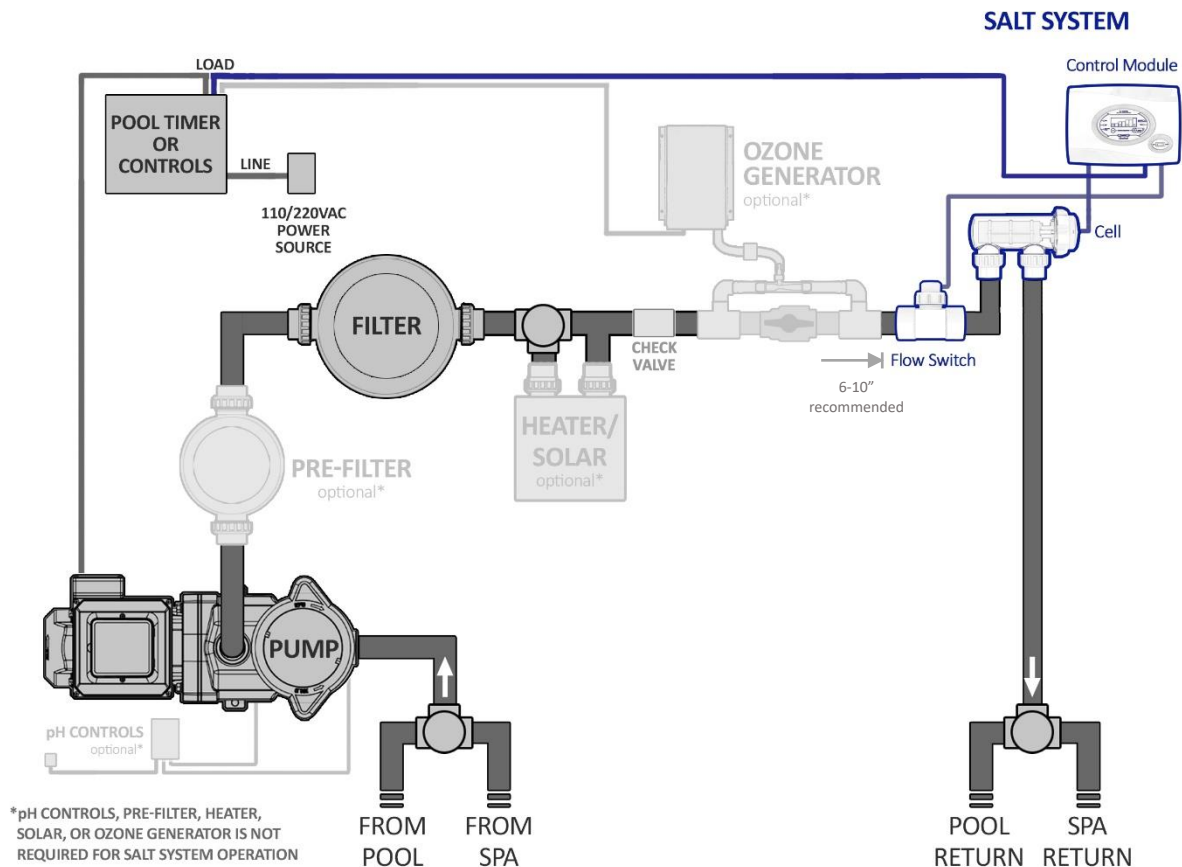 SALT SYSTEM
Control Module
LOAD
POOL TIMER
OR
CONTROLS
LINE
110/220VAC
POWER
SOURCE
OZONE
GENERATOR
optional*
Cell
FILTER
CHECK
VALVE
Flow Switch
6-10”
recommended
HEATER/
SOLAR
optional*
PRE-FILTER
optional*
PUMP
pH CONTROLS
optional*
*pH CONTROLS, PRE-FILTER, HEATER,
SOLAR, OR OZONE GENERATOR IS NOT
REQUIRED FOR SALT SYSTEM OPERATION
FROM
POOL
FROM
SPA
POOL
RETURN
SPA
RETURN